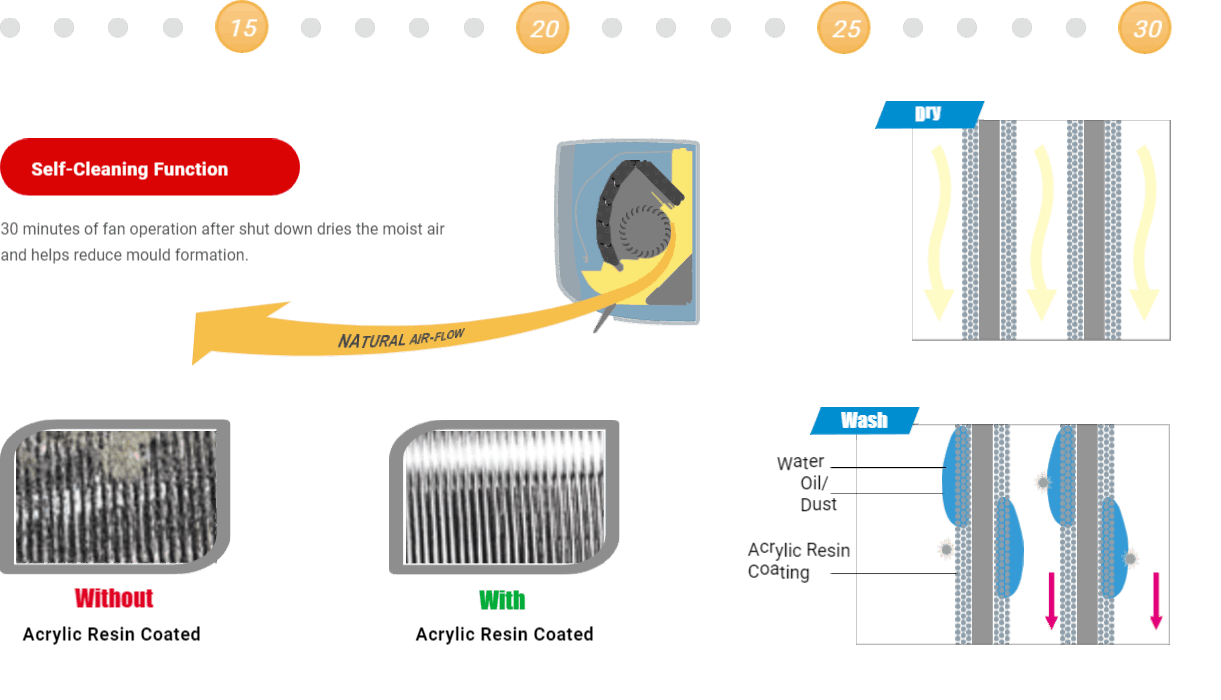 15 20 25 30
Dry
Self-Cleaning Function
30 minutes of fan operation after shut down dries the moist air
and helps reduce mould formation.
NATURAL AIR-FLOW
Wash
Water
Oil/
Dust
Acrylic Resin
Coating
Without
Acrylic Resin Coated
With
Acrylic Resin Coated